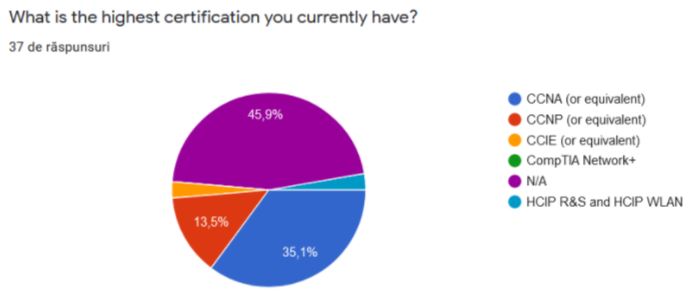 What is the highest certification you currently have?
37 de răspunsuri
45,9%
13,5%
35,1%
CCNA (or equivalent)
CCNP (or equivalent)
CCIE (or equivalent)
CompTIA Network+
N/A
HCIP R&S and HCIP WLAN